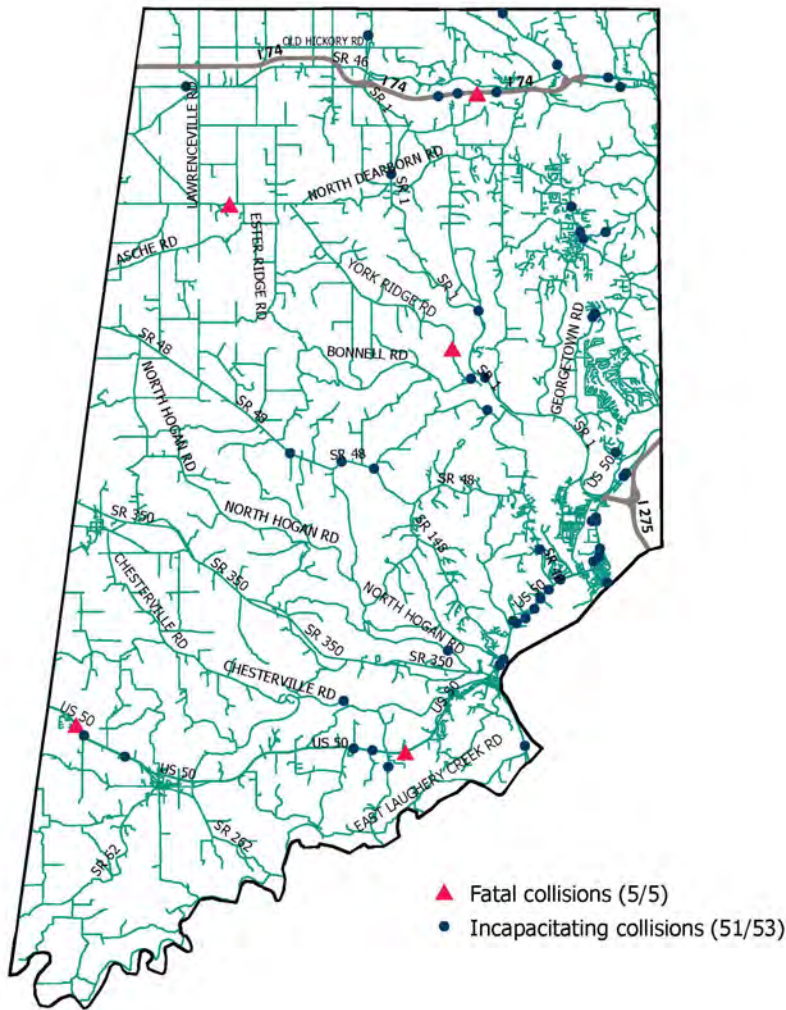 OLD HICKORY RD
I 74
SR 46
I 74
I 74
SR 1
LAWRENCEVILLE RD
NORTH DEARBORN RD
SR 1
ESTER RIDGE RD
ASCHE RD
YORK RIDGE RD
SR 1
GEORGETOWN RD
SR 48
BONNELL RD
SR 1
NORTH HOGAN RD
SR 48
SR 1
SR 48
SR 48
US 50
I 275
SR 350
NORTH HOGAN RD
SR 148
CHESTERVILLE RD
SR 350
US 50
NORTH HOGAN RD
SR 350
SR 350
CHESTERVILLE RD
US 50
US 50
US 50
US 50
EAST LAUGHERY CREEK RD
SR 62
SR 262
Fatal collisions (5/5)
Incapacitating collisions (51/53)